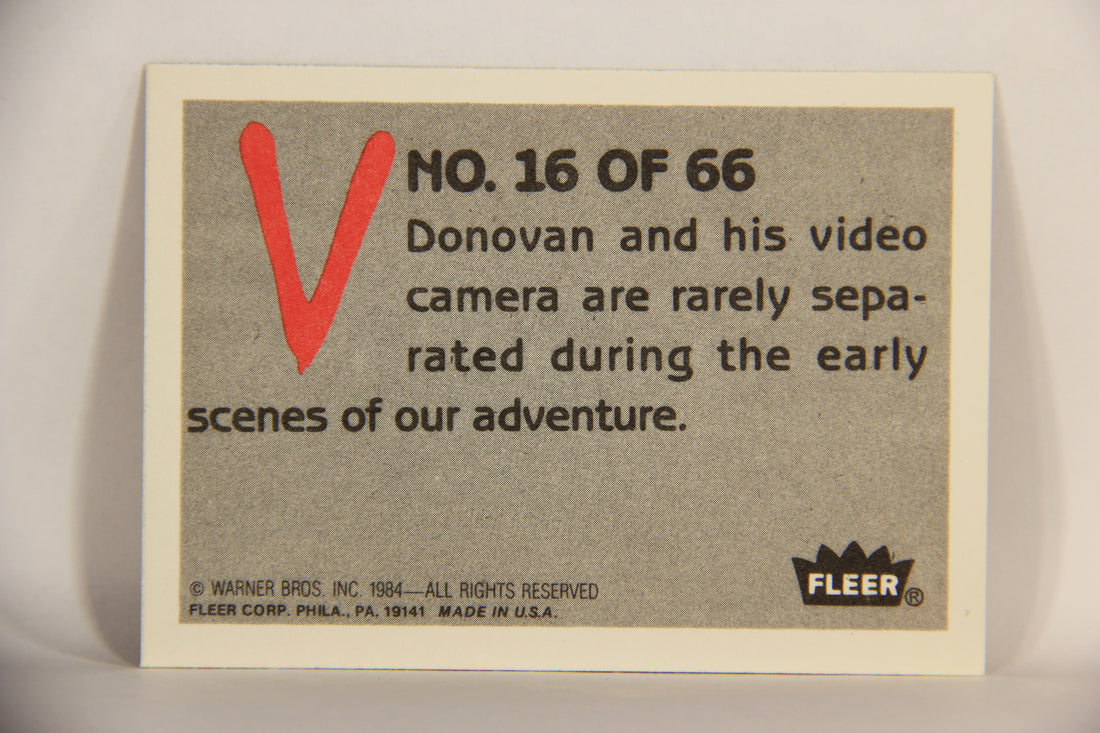 V
NO. 16 OF 66
Donovan and his video
camera are rarely sepa-
rated during the early
scenes of our adventure.
© WARNER BROS. INC. 1984—ALL RIGHTS RESERVED
FLEER CORP. PHILA., PA. 19141 MADE IN U.S.A.
FLEER®